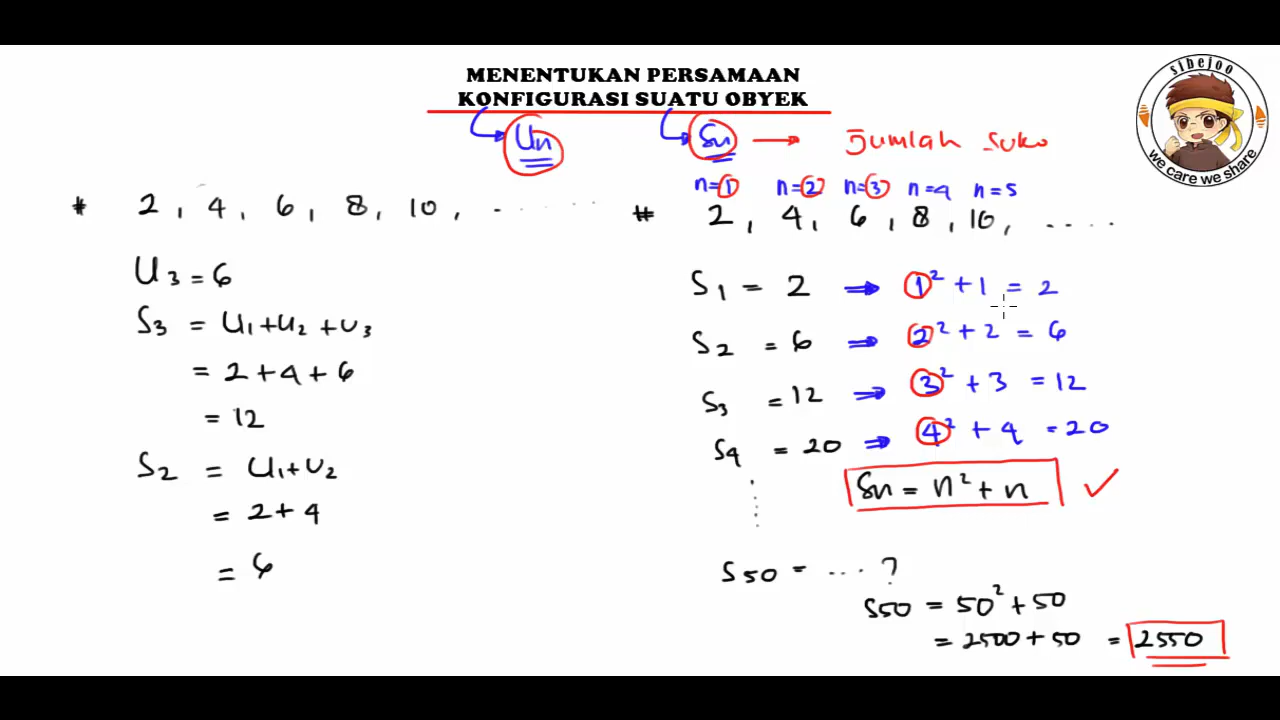 MENENTUKAN PERSAMAAN
KONFIGURASI SUATU OBYEK
sibejoo
we care we share
Un
Sn → Jumlah suku
* 2, 4, 6, 8, 10, ......
U3 = 6
S3 = U1+U2+U3
= 2+4+6
= 12
S2 = U1+U2
= 2+4
= 6
n=1 n=2 n=3 n=4 n=5
# 2, 4, 6, 8, 10, .....
S1 = 2 ⇒ 1² + 1 = 2
S2 = 6 ⇒ 2² + 2 = 6
S3 = 12 ⇒ 3² + 3 = 12
S4 = 20 ⇒ 4² + 4 = 20
Sn = n² + n ✓
S50 = .... ?
S50 = 50² + 50
= 2500 + 50 = 2550